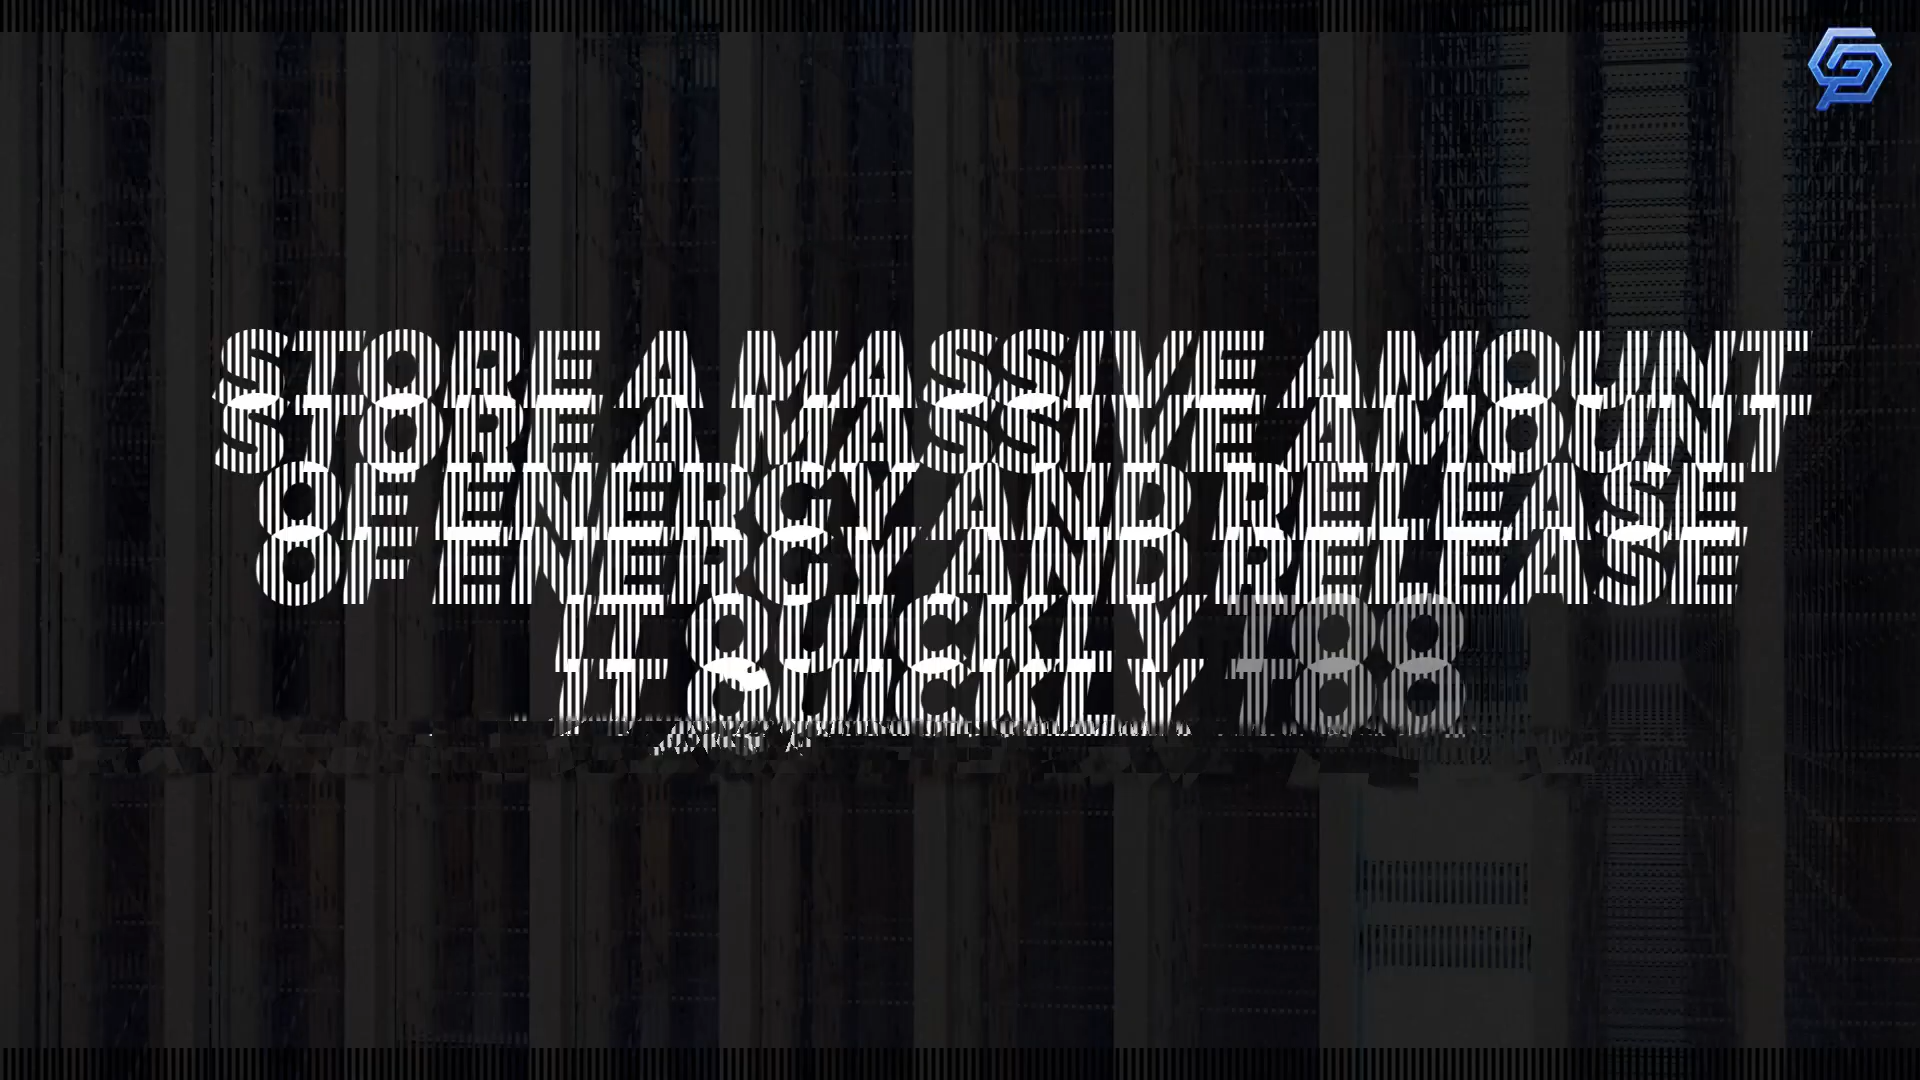 STORE A MASSIVE AMOUNT
OF ENERGY AND RELEASE
IT QUICKLY